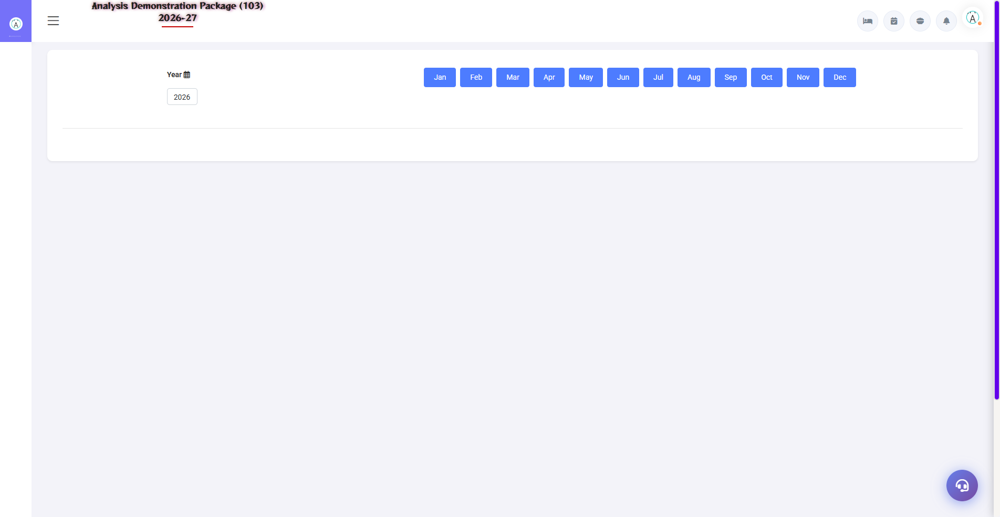 Analysis Demonstration Package (103)
2026-27
A
A
Year
2026
Jan Feb Mar Apr May Jun Jul Aug Sep Oct Nov Dec